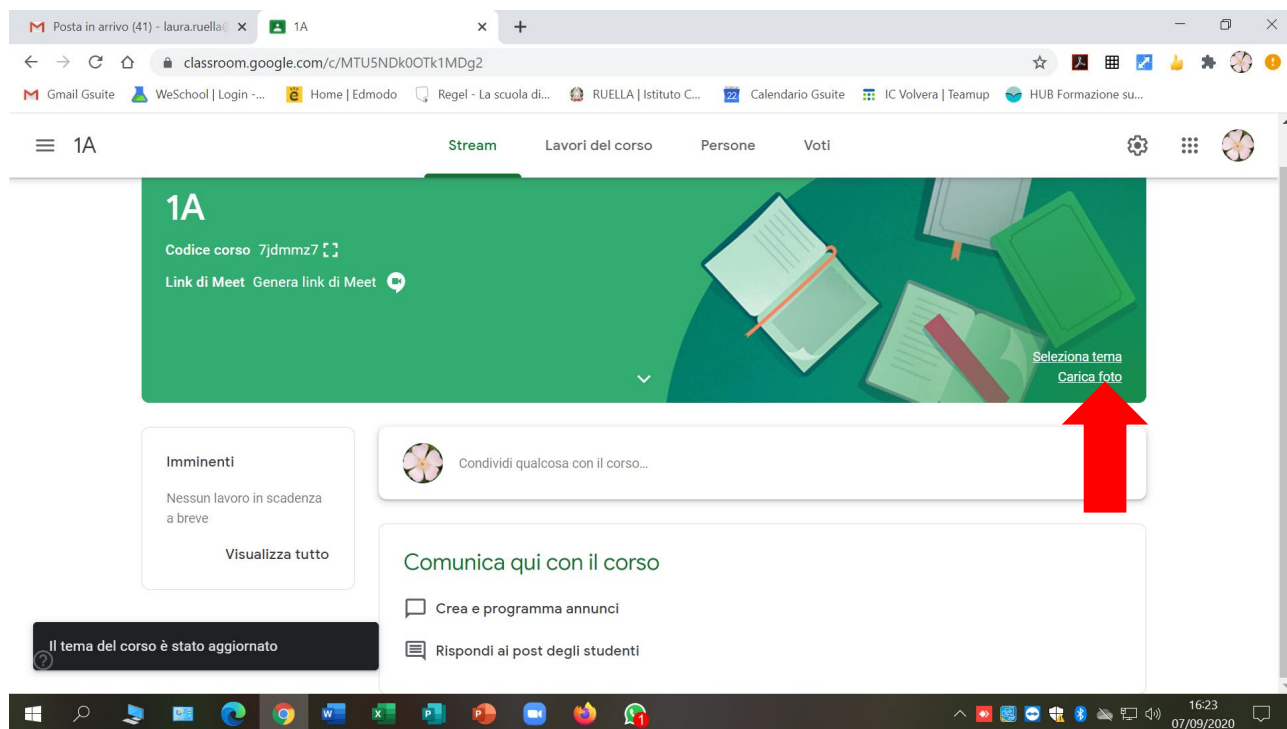 Posta in arrivo (41) - laura.ruella@
1A
classroom.google.com/c/MTU5NDk0OTk1MDg2
Gmail Gsuite
WeSchool | Login -...
Home | Edmodo
Regel - La scuola di...
RUELLA | Istituto C...
22
Calendario Gsuite
IC Volvera | Teamup
HUB Formazione su...
1A
Stream
Lavori del corso
Persone
Voti
1A
Codice corso 7jdmmz7
Link di Meet Genera link di Meet
Seleziona tema
Carica foto
Imminenti
Nessun lavoro in scadenza
a breve
Visualizza tutto
Condividi qualcosa con il corso...
Comunica qui con il corso
Crea e programma annunci
Rispondi ai post degli studenti
Il tema del corso è stato aggiornato
1
16:23
07/09/2020